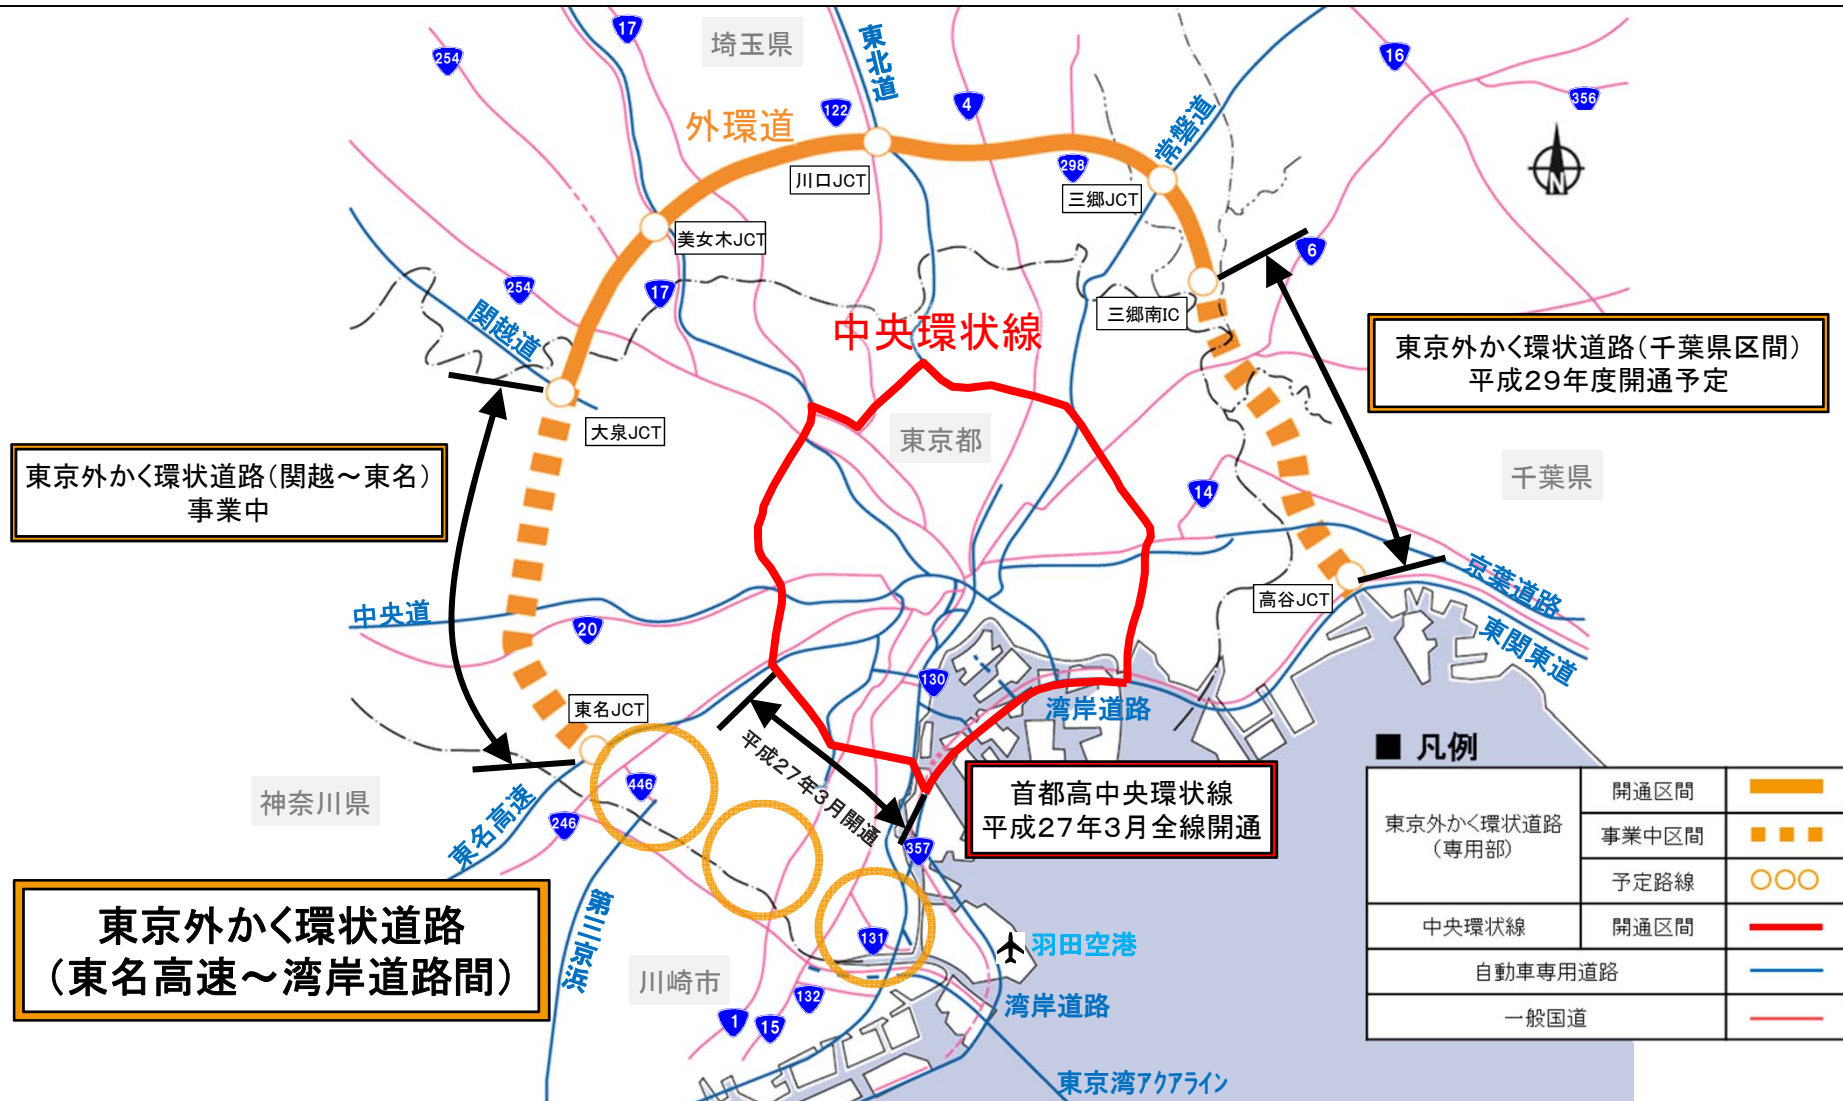 17
埼玉県
東北道
16
254
356
122
4
外環道
常磐道
298
川口JCT
三郷JCT
N
美女木JCT
6
254
17
三郷南IC
関越道
中央環状線
東京外かく環状道路(千葉県区間)
平成29年度開通予定
大泉JCT
東京都
東京外かく環状道路(関越～東名)
事業中
千葉県
14
京葉道路
高谷JCT
中央道
20
東関東道
130
東名JCT
湾岸道路
平成27年3月開通
首都高中央環状線
平成27年3月全線開通
神奈川県
446
246
東名高速
357
東京外かく環状道路
(東名高速～湾岸道路間)
第三京浜
131
羽田空港
川崎市
132
1
15
湾岸道路
東京湾アクアライン
■ 凡例
東京外かく環状道路
(専用部)
開通区間
事業中区間
予定路線
中央環状線
開通区間
自動車専用道路
一般国道